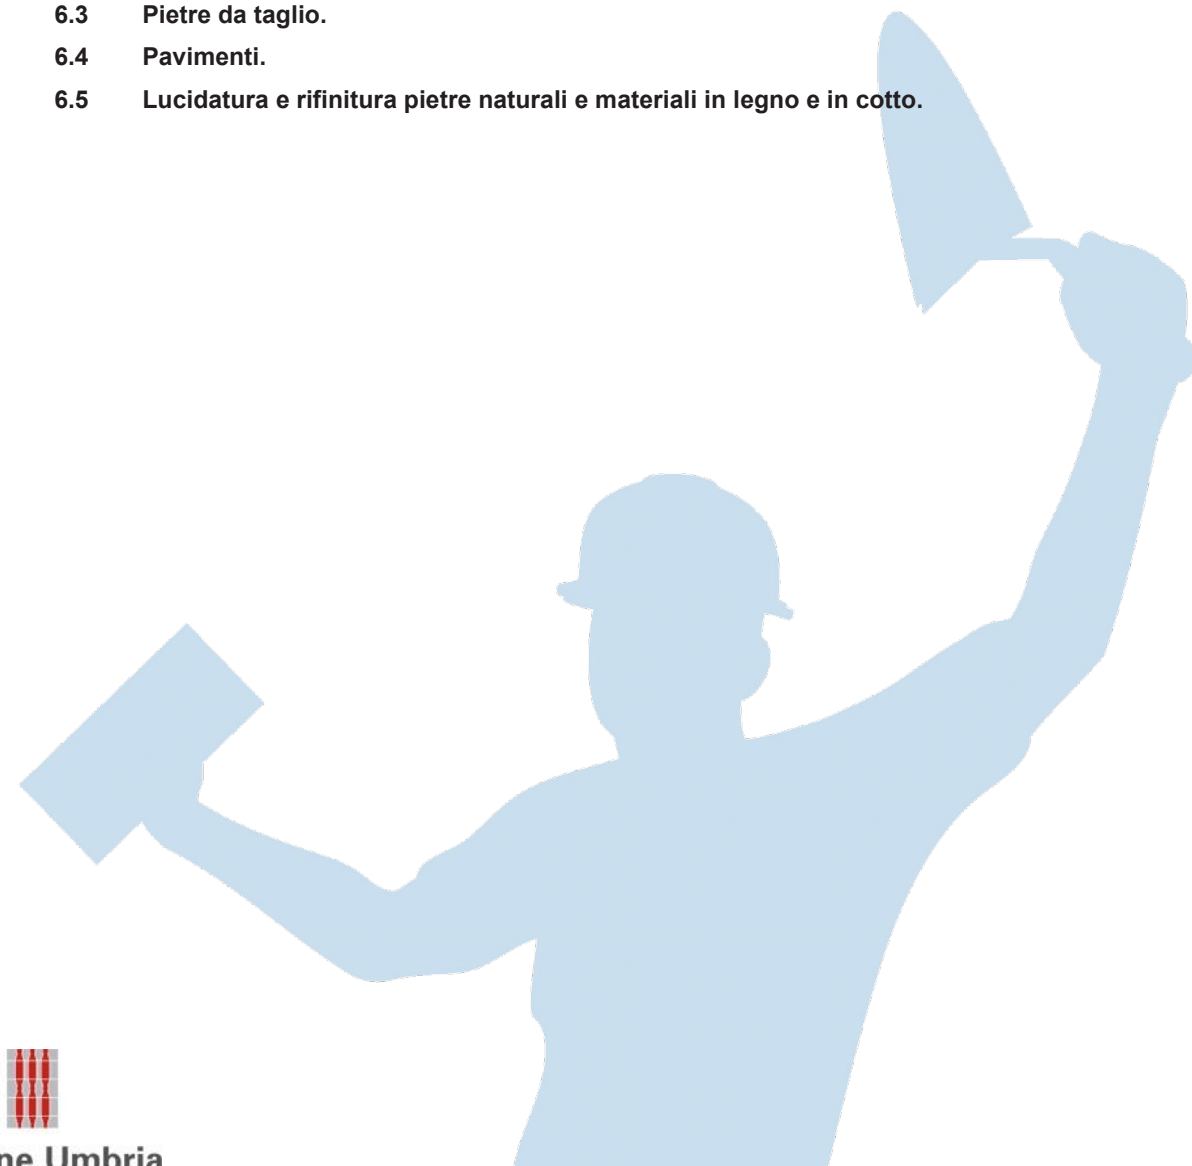 6.3 Pietre da taglio.
6.4 Pavimenti.
6.5 Lucidatura e rifinitura pietre naturali e materiali in legno e in cotto.
ne Umbria